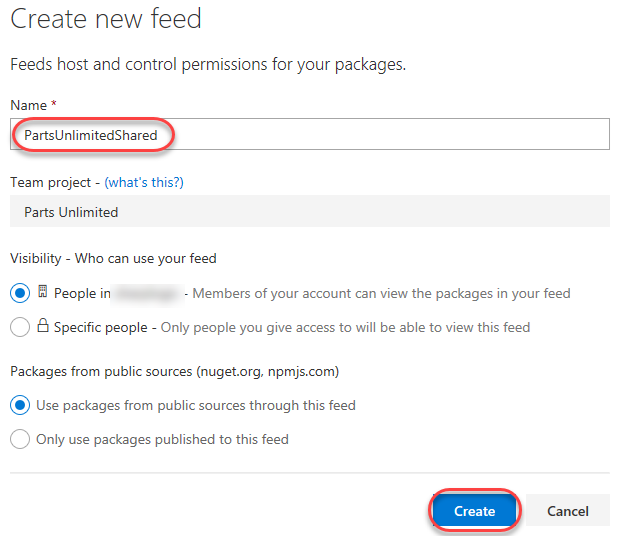 Create new feed
Feeds host and control permissions for your packages.
Name *
PartsUnlimitedShared
Team project - (what's this?)
Parts Unlimited
Visibility - Who can use your feed
People in - Members of your account can view the packages in your feed
Specific people - Only people you give access to will be able to view this feed
Packages from public sources (nuget.org, npmjs.com)
Use packages from public sources through this feed
Only use packages published to this feed
Create Cancel